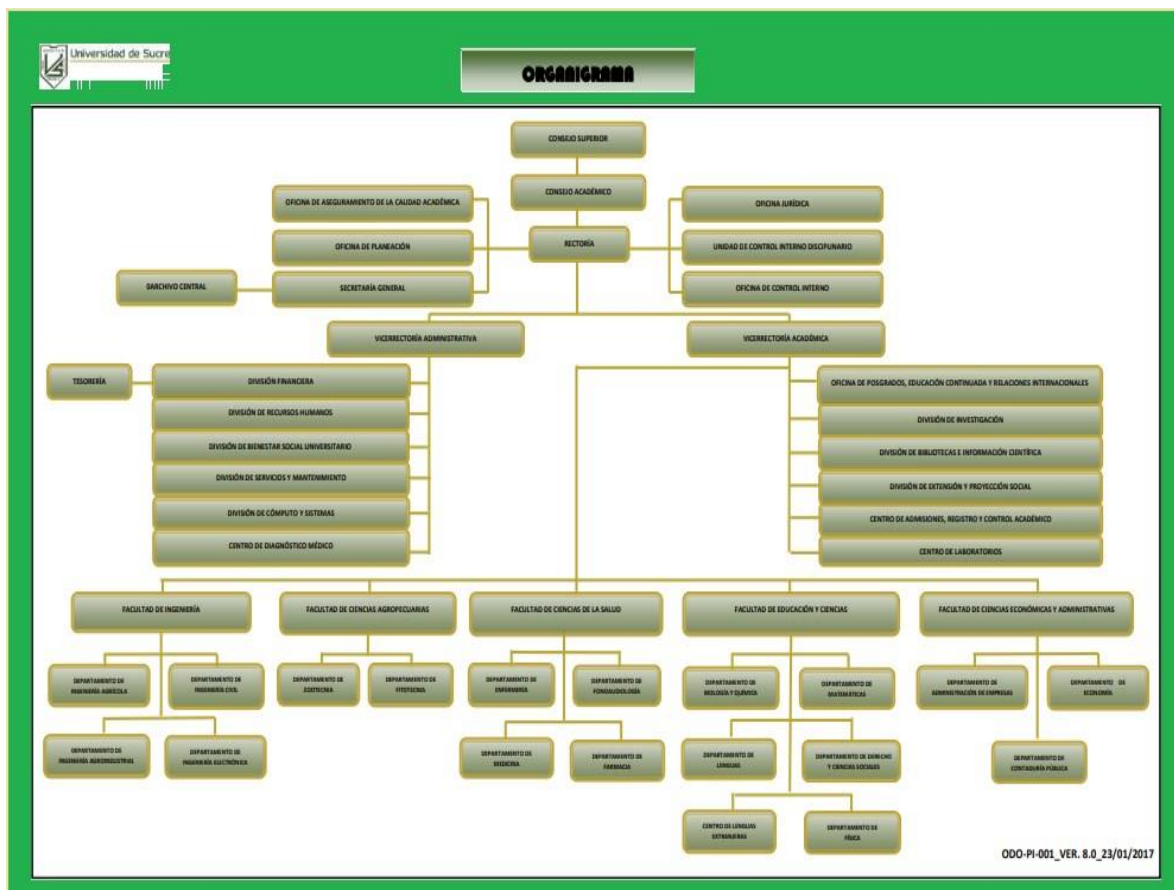 Universidad de Sucre
ORGANIGRAMA
CONSEJO SUPERIOR
CONSEJO ACADÉMICO
OFICINA DE ASEGURAMIENTO DE LA CALIDAD ACADÉMICA
OFICINA JURÍDICA
RECTORÍA
OFICINA DE PLANEACIÓN
UNIDAD DE CONTROL INTERNO DISCIPLINARIO
0ARCHIVO CENTRAL
SECRETARÍA GENERAL
OFICINA DE CONTROL INTERNO
VICERRECTORÍA ADMINISTRATIVA
VICERRECTORÍA ACADÉMICA
TESORERÍA
DIVISIÓN FINANCIERA
DIVISIÓN DE RECURSOS HUMANOS
DIVISIÓN DE BIENESTAR SOCIAL UNIVERSITARIO
DIVISIÓN DE SERVICIOS Y MANTENIMIENTO
DIVISIÓN DE CÓMPUTO Y SISTEMAS
CENTRO DE DIAGNÓSTICO MÉDICO
OFICINA DE POSGRADOS, EDUCACIÓN CONTINUADA Y RELACIONES INTERNACIONALES
DIVISIÓN DE INVESTIGACIÓN
DIVISIÓN DE BIBLIOTECAS E INFORMACIÓN CIENTÍFICA
DIVISIÓN DE EXTENSIÓN Y PROYECCIÓN SOCIAL
CENTRO DE ADMISIONES, REGISTRO Y CONTROL ACADÉMICO
CENTRO DE LABORATORIOS
FACULTAD DE INGENIERÍA
FACULTAD DE CIENCIAS AGROPECUARIAS
FACULTAD DE CIENCIAS DE LA SALUD
FACULTAD DE EDUCACIÓN Y CIENCIAS
FACULTAD DE CIENCIAS ECONÓMICAS Y ADMINISTRATIVAS
DEPARTAMENTO DE
INGENIERÍA AGRÍCOLA
DEPARTAMENTO DE
INGENIERÍA CIVIL
DEPARTAMENTO DE
ZOOTECNIA
DEPARTAMENTO DE
FITOTECNIA
DEPARTAMENTO DE
ENFERMERÍA
DEPARTAMENTO DE
FONOAUDIOLOGÍA
DEPARTAMENTO DE
BIOLOGÍA Y QUÍMICA
DEPARTAMENTO DE
MATEMÁTICAS
DEPARTAMENTO DE
ADMINISTRACIÓN DE EMPRESAS
DEPARTAMENTO DE
ECONOMÍA
DEPARTAMENTO DE
INGENIERÍA AGROINDUSTRIAL
DEPARTAMENTO DE
INGENIERÍA ELECTRÓNICA
DEPARTAMENTO DE
MEDICINA
DEPARTAMENTO DE
FARMACIA
DEPARTAMENTO DE
LENGUAS
DEPARTAMENTO DE DERECHO
Y CIENCIAS SOCIALES
DEPARTAMENTO DE
CONTADURÍA PÚBLICA
CENTRO DE LENGUAS
EXTRANJERAS
DEPARTAMENTO DE
FÍSICA
ODO-PI-001_VER. 8.0_23/01/2017